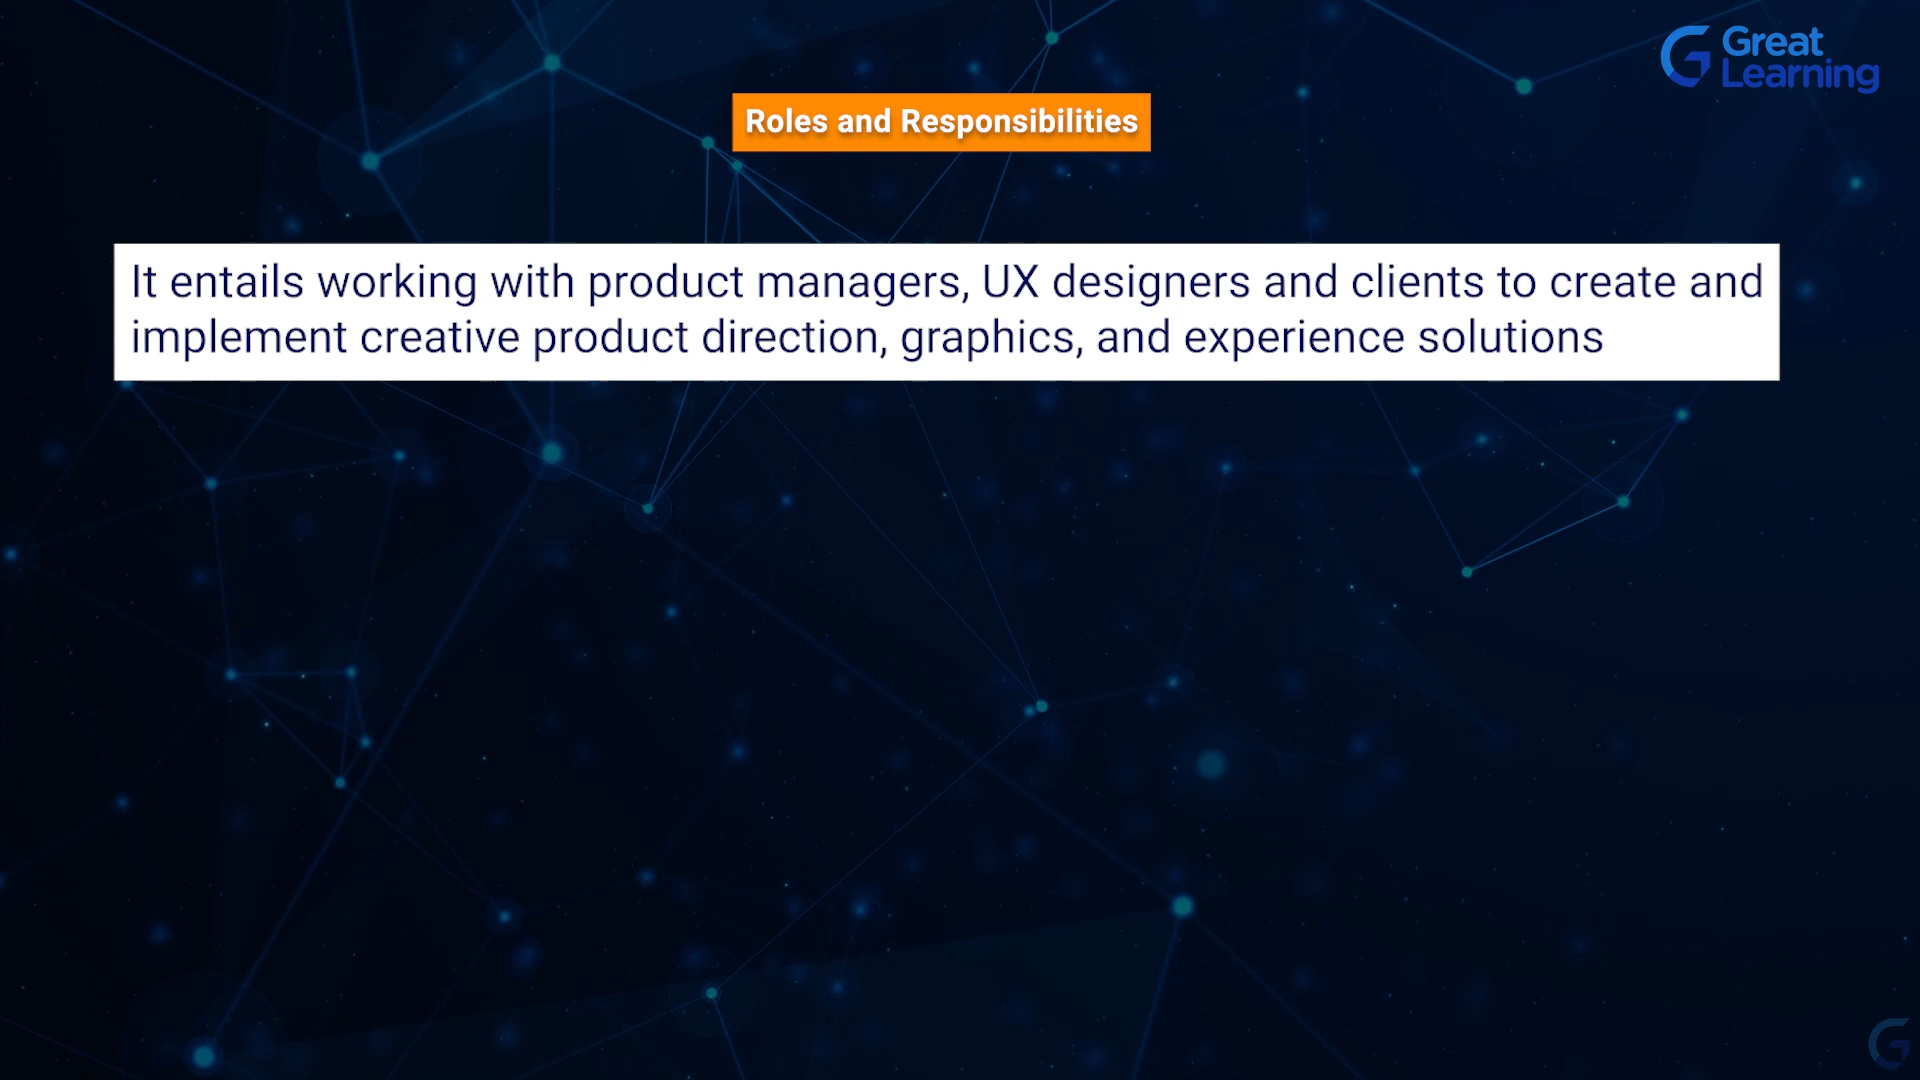 Great
Learning
Roles and Responsibilities
It entails working with product managers, UX designers and clients to create and
implement creative product direction, graphics, and experience solutions